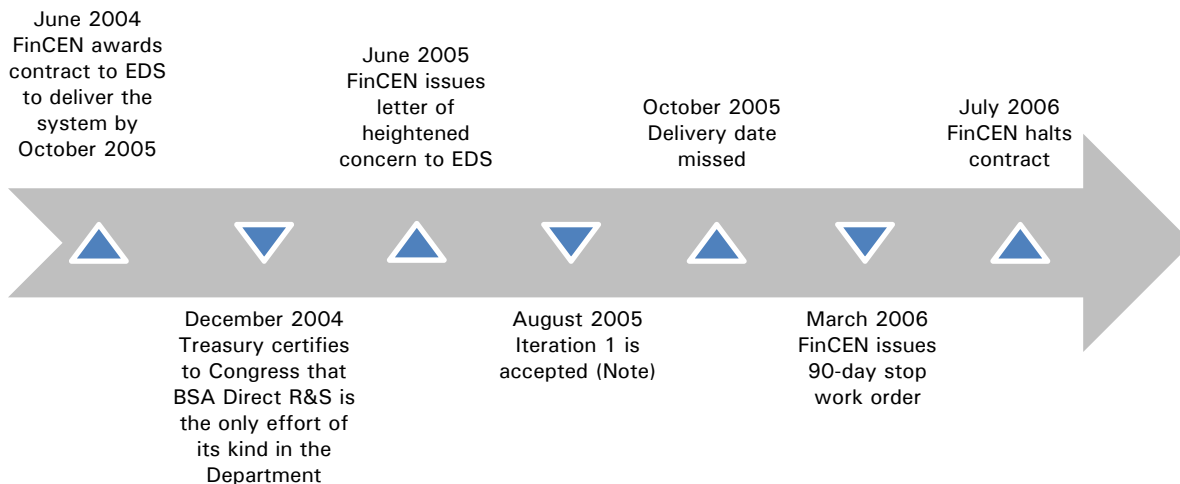 June 2004
FinCEN awards
contract to EDS
to deliver the
system by
October 2005
December 2004
Treasury certifies
to Congress that
BSA Direct R&S is
the only effort of
its kind in the
Department
June 2005
FinCEN issues
letter of
heightened
concern to EDS
August 2005
Iteration 1 is
accepted (Note)
October 2005
Delivery date
missed
March 2006
FinCEN issues
90-day stop
work order
July 2006
FinCEN halts
contract